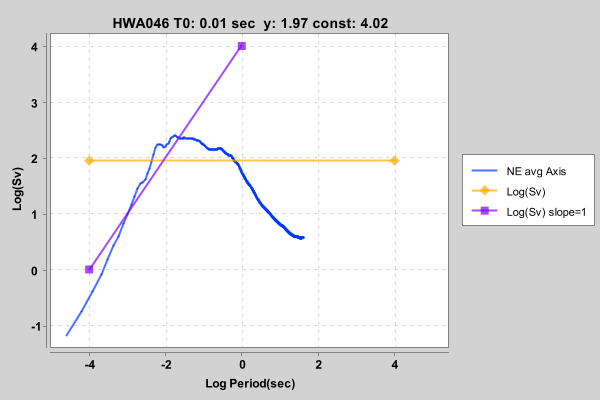 HWA046 T0: 0.01 sec  y: 1.97 const: 4.02
4
3
2
1
0
-1
Log(Sv)
-4
-2
0
2
4
Log Period(sec)
NE avg Axis
Log(Sv)
Log(Sv) slope=1